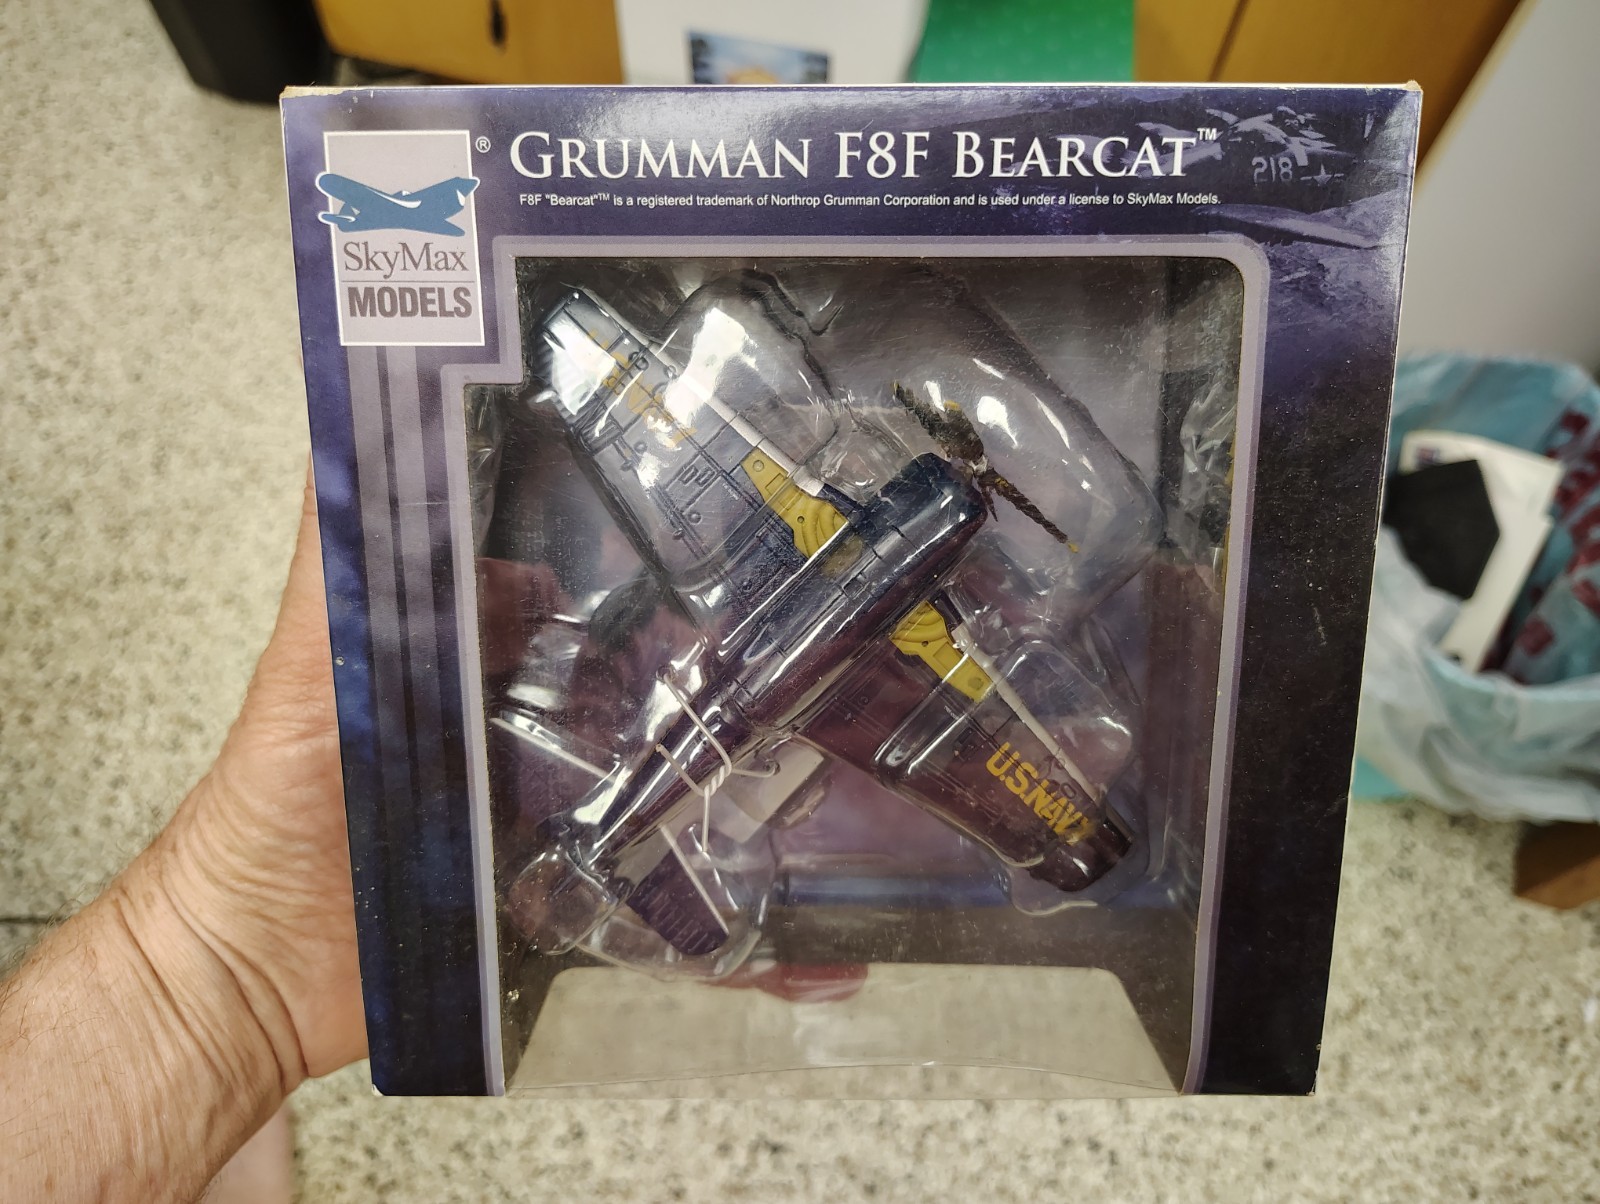 GRUMMAN F8F BEARCAT™
F8F "Bearcat"™ is a registered trademark of Northrop Grumman Corporation and is used under a license to SkyMax Models.
218
®
SkyMax
MODELS
U.S.NAVY